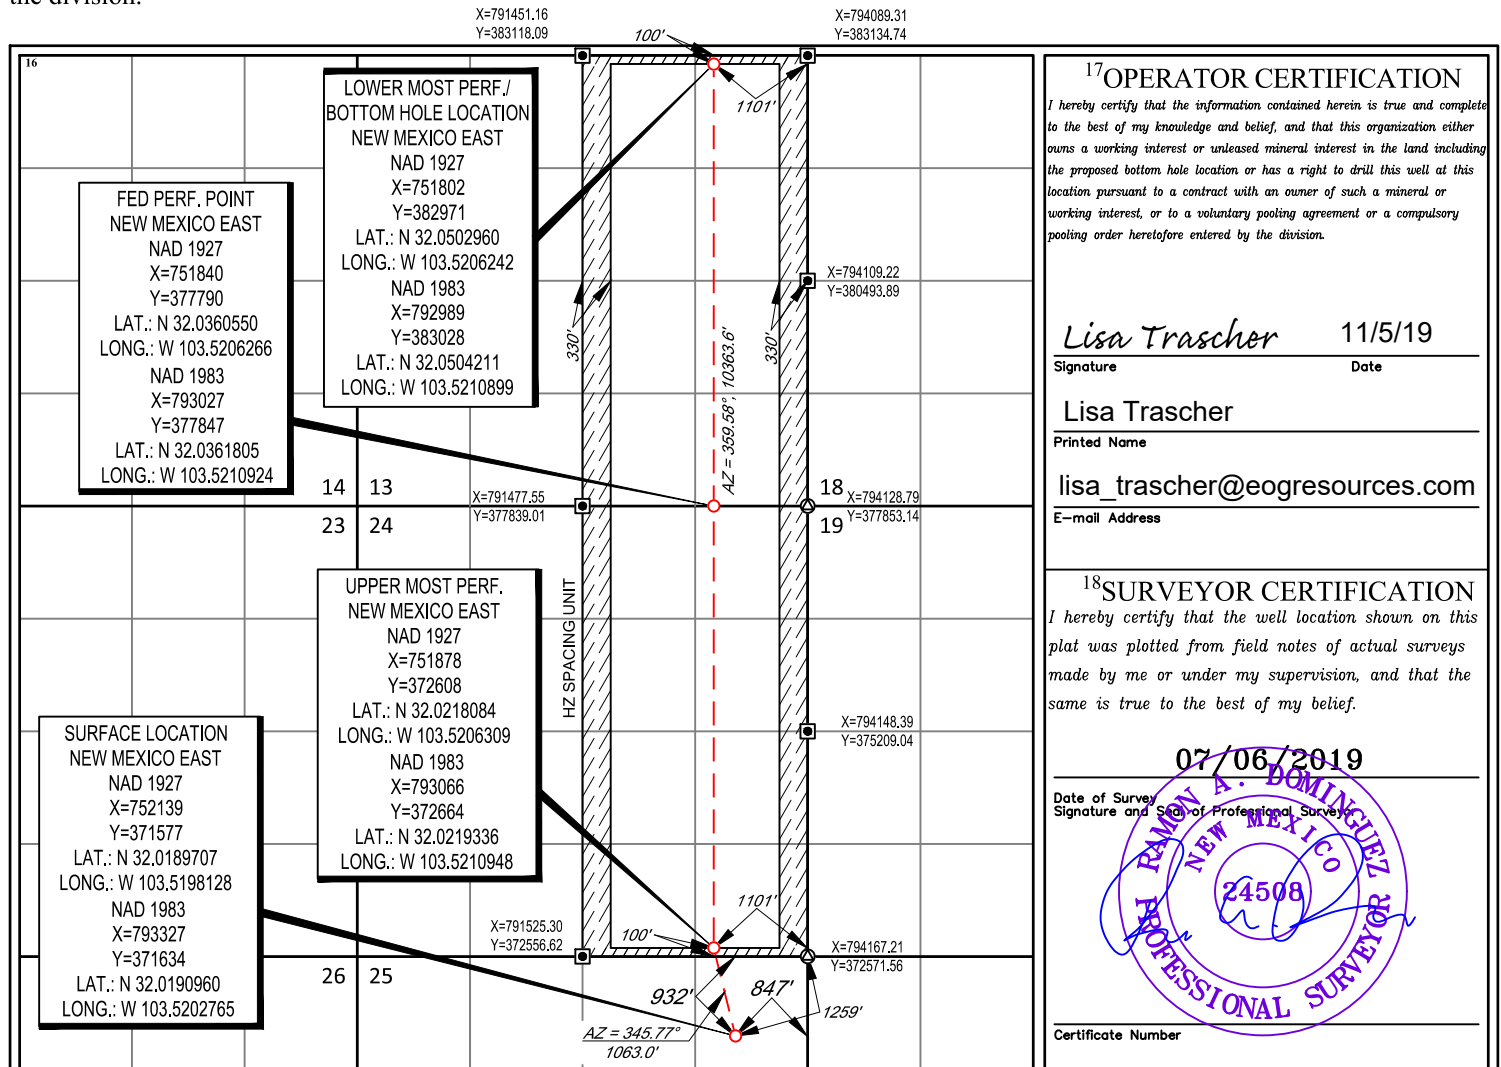 the division.
X=791451.16
Y=383118.09
X=794089.31
Y=383134.74
100'
16
1101'
LOWER MOST PERF./
BOTTOM HOLE LOCATION
NEW MEXICO EAST
NAD 1927
X=751802
Y=382971
LAT.: N 32.0502960
LONG.: W 103.5206242
NAD 1983
X=792989
Y=383028
LAT.: N 32.0504211
LONG.: W 103.5210899
FED PERF. POINT
NEW MEXICO EAST
NAD 1927
X=751840
Y=377790
LAT.: N 32.0360550
LONG.: W 103.5206266
NAD 1983
X=793027
Y=377847
LAT.: N 32.0361805
LONG.: W 103.5210924
X=794109.22
Y=380493.89
330'
330'
AZ = 359.58°, 10363.6'
14 13
23 24
X=791477.55
Y=377839.01
18
19
X=794128.79
Y=377853.14
HZ SPACING UNIT
UPPER MOST PERF.
NEW MEXICO EAST
NAD 1927
X=751878
Y=372608
LAT.: N 32.0218084
LONG.: W 103.5206309
NAD 1983
X=793066
Y=372664
LAT.: N 32.0219336
LONG.: W 103.5210948
SURFACE LOCATION
NEW MEXICO EAST
NAD 1927
X=752139
Y=371577
LAT.: N 32.0189707
LONG.: W 103.5198128
NAD 1983
X=793327
Y=371634
LAT.: N 32.0190960
LONG.: W 103.5202765
X=794148.39
Y=375209.04
1101'
100'
X=791525.30
Y=372556.62
X=794167.21
Y=372571.56
26 25
932'
847'
1259'
AZ = 345.77°
1063.0'
17 OPERATOR CERTIFICATION
I hereby certify that the information contained herein is true and complete
to the best of my knowledge and belief, and that this organization either
owns a working interest or unleased mineral interest in the land including
the proposed bottom hole location or has a right to drill this well at this
location pursuant to a contract with an owner of such a mineral or
working interest, or to a voluntary pooling agreement or a compulsory
pooling order heretofore entered by the division.
Lisa Trascher 11/5/19
Signature Date
Lisa Trascher
Printed Name
lisa_trascher@eogresources.com
E-mail Address
18 SURVEYOR CERTIFICATION
I hereby certify that the well location shown on this
plat was plotted from field notes of actual surveys
made by me or under my supervision, and that the
same is true to the best of my belief.
07/06/2019
Date of Survey
Signature and Seal of Professional Surveyor
RAMON A. DOMINGUEZ
NEW MEXICO
24508
PROFESSIONAL SURVEYOR
Certificate Number